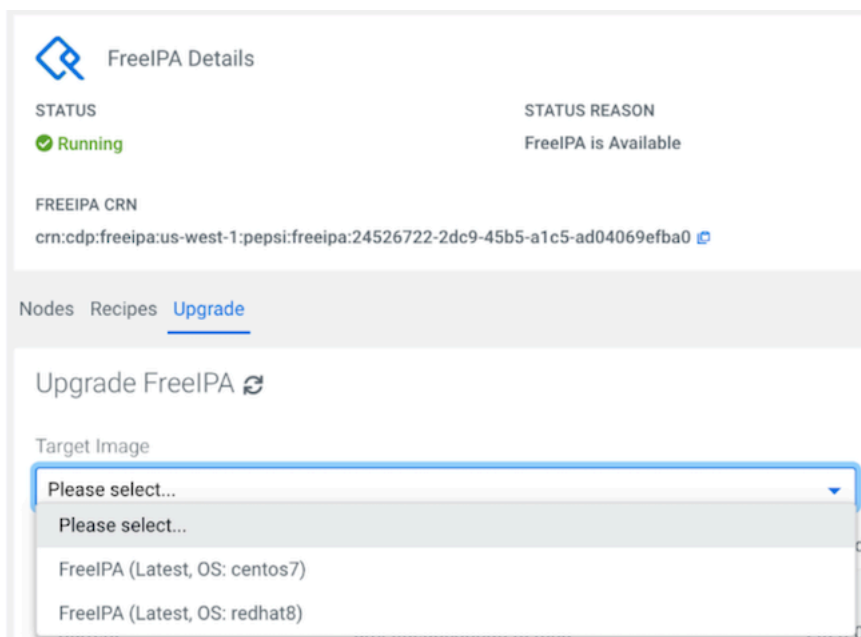 FreeIPA Details
STATUS
STATUS REASON
Running
FreeIPA is Available
FREEIPA CRN
crn:cdp:freeipa:us-west-1:pepsi:freeipa:24526722-2dc9-45b5-a1c5-ad04069efba0
Nodes Recipes Upgrade
Upgrade FreeIPA
Target Image
Please select...
Please select...
FreeIPA (Latest, OS: centos7)
FreeIPA (Latest, OS: redhat8)